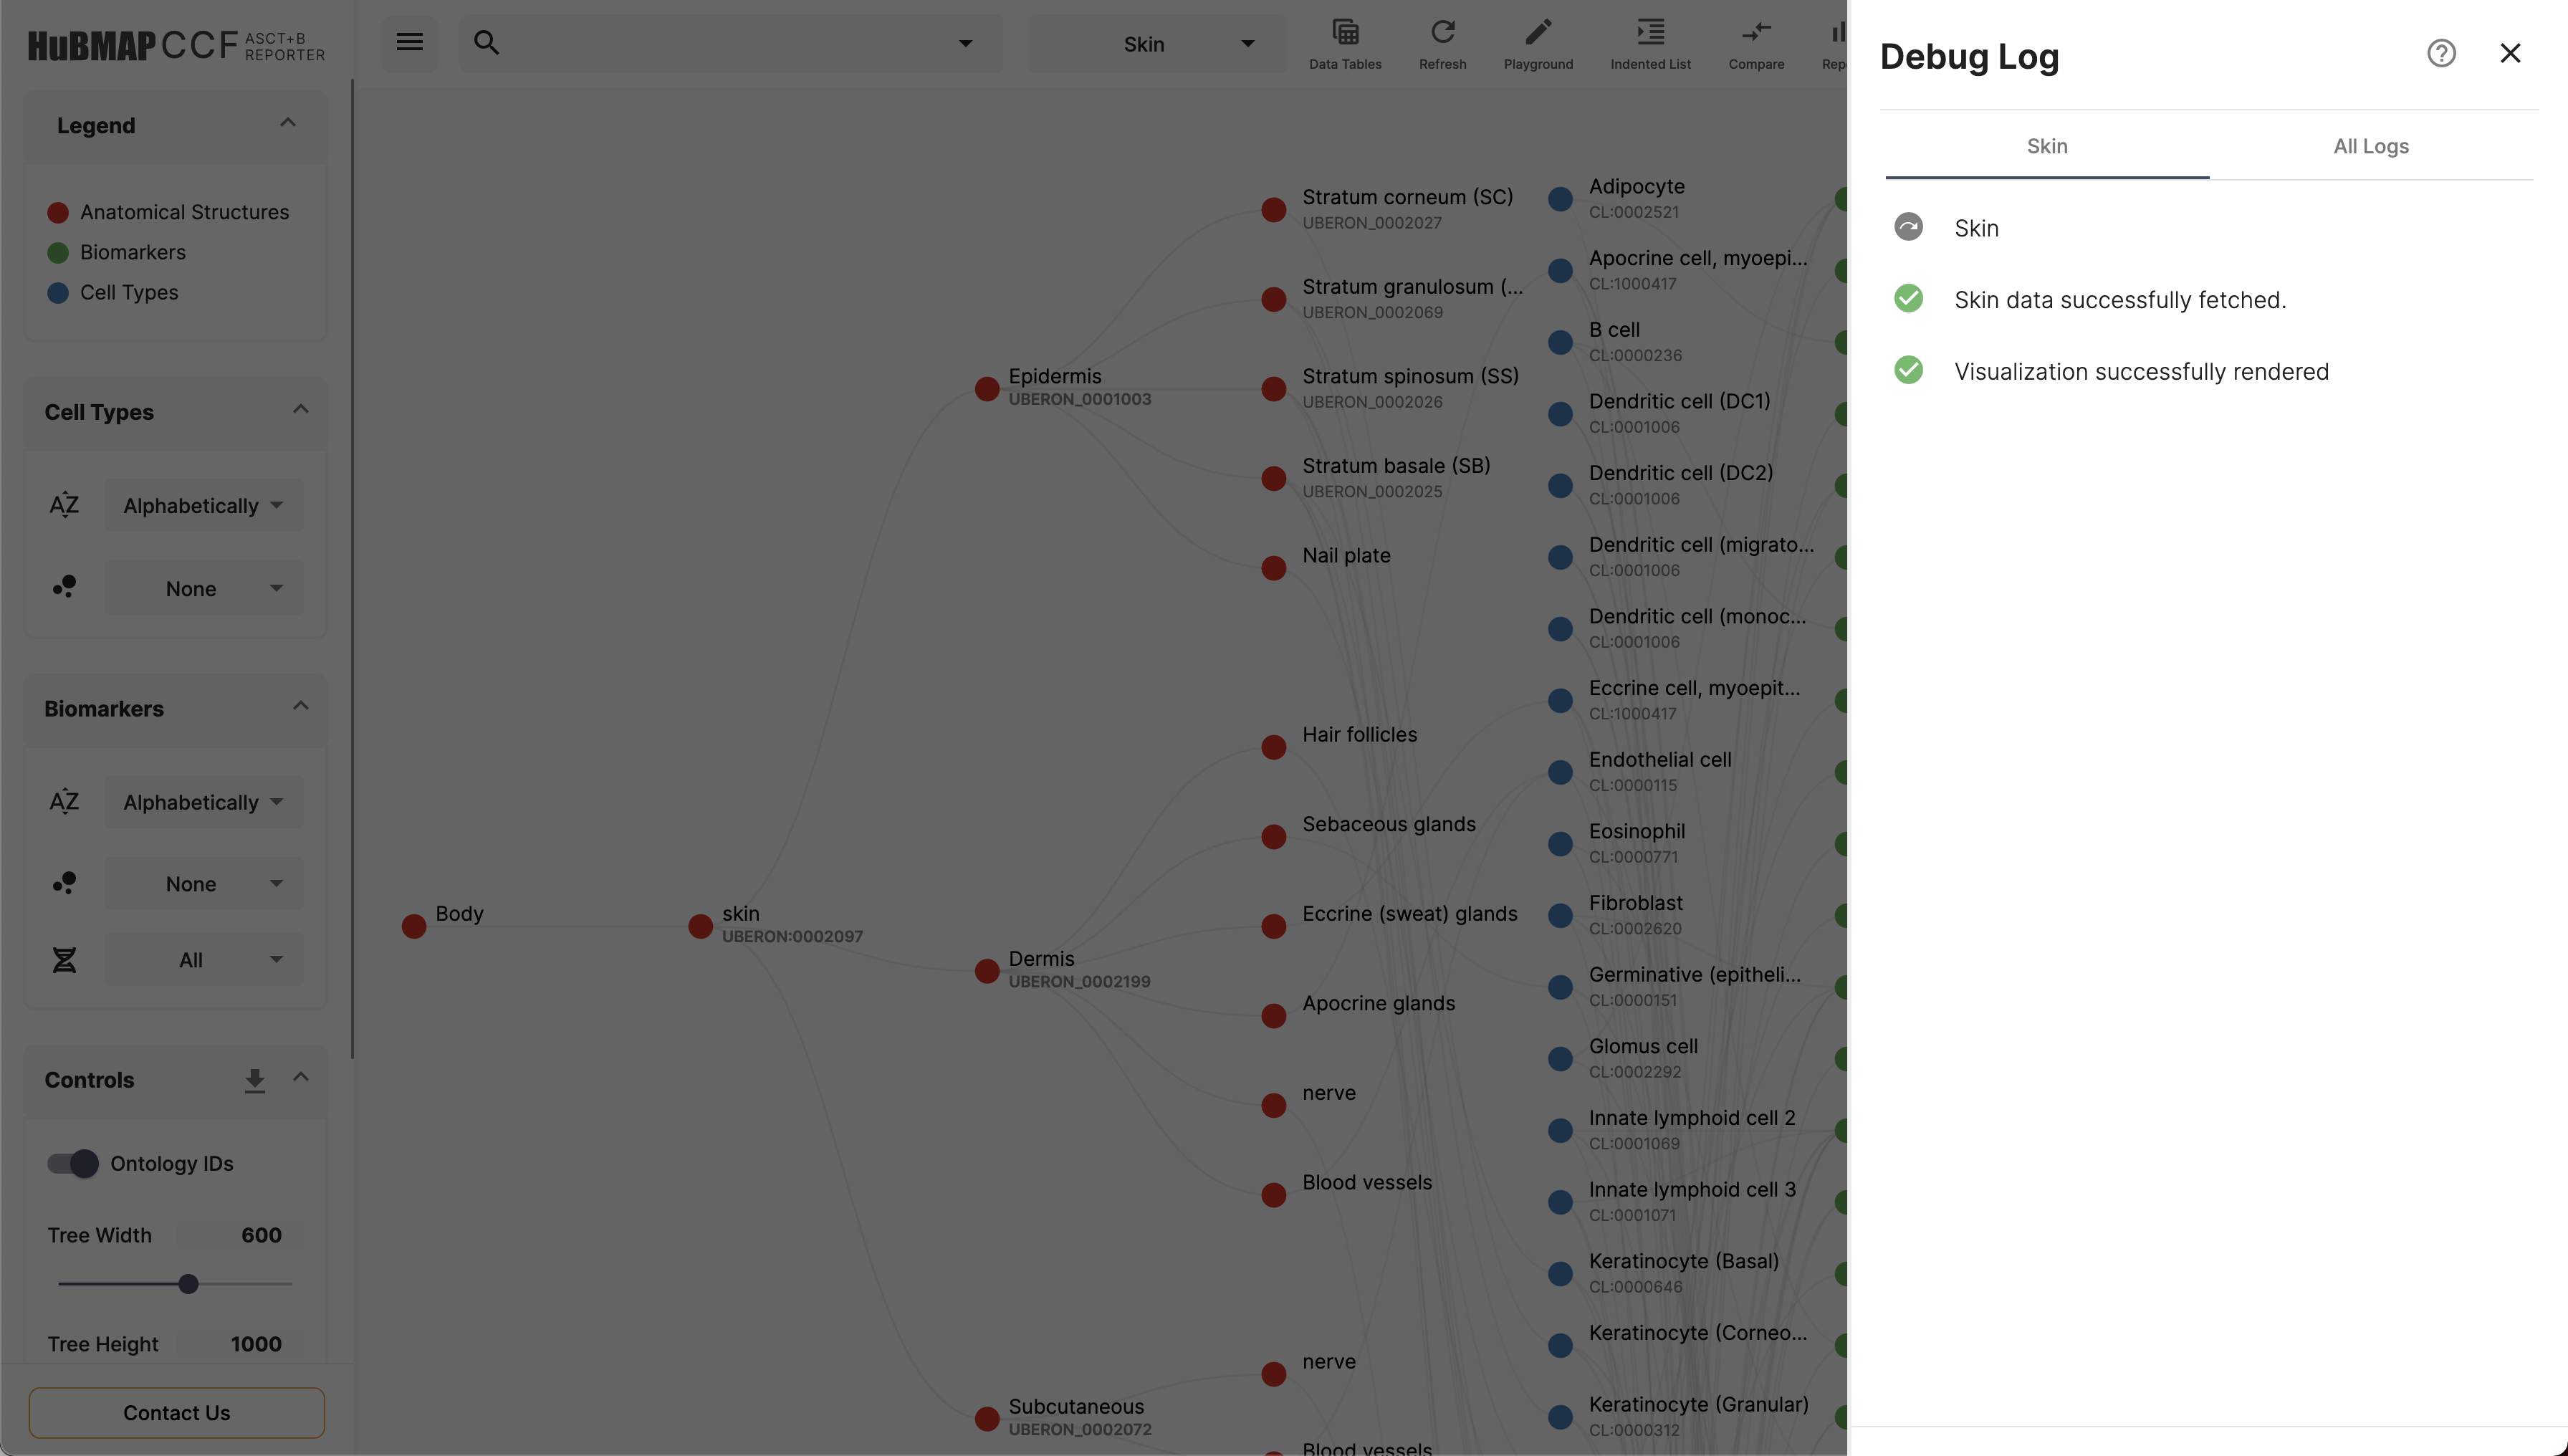 HuBMAP CCF ASCT+B
REPORTER
Legend
Anatomical Structures
Biomarkers
Cell Types
Cell Types
Alphabetically
None
Biomarkers
Alphabetically
None
All
Controls
Ontology IDs
Tree Width 600
Tree Height 1000
Contact Us
Skin
Data Tables
Refresh
Playground
Indented List
Compare
Body
skin
UBERON:0002097
Epidermis
UBERON_0001003
Dermis
UBERON_0002199
Subcutaneous
UBERON_0002072
Stratum corneum (SC)
UBERON_0002027
Stratum granulosum (...
UBERON_0002069
Stratum spinosum (SS)
UBERON_0002026
Stratum basale (SB)
UBERON_0002025
Nail plate
Hair follicles
Sebaceous glands
Eccrine (sweat) glands
Apocrine glands
nerve
Blood vessels
nerve
Blood vessels
Adipocyte
CL:0002521
Apocrine cell, myoepi...
CL:1000417
B cell
CL:0000236
Dendritic cell (DC1)
CL:0001006
Dendritic cell (DC2)
CL:0001006
Dendritic cell (migrato...
CL:0001006
Dendritic cell (monoc...
CL:0001006
Eccrine cell, myoepit...
CL:1000417
Endothelial cell
CL:0000115
Eosinophil
CL:0000771
Fibroblast
CL:0002620
Germinative (epitheli...
CL:0000151
Glomus cell
CL:0002292
Innate lymphoid cell 2
CL:0001069
Innate lymphoid cell 3
CL:0001071
Keratinocyte (Basal)
CL:0000646
Keratinocyte (Corneo...
Keratinocyte (Granular)
CL:0000312
Debug Log
Skin
All Logs
Skin
Skin data successfully fetched.
Visualization successfully rendered